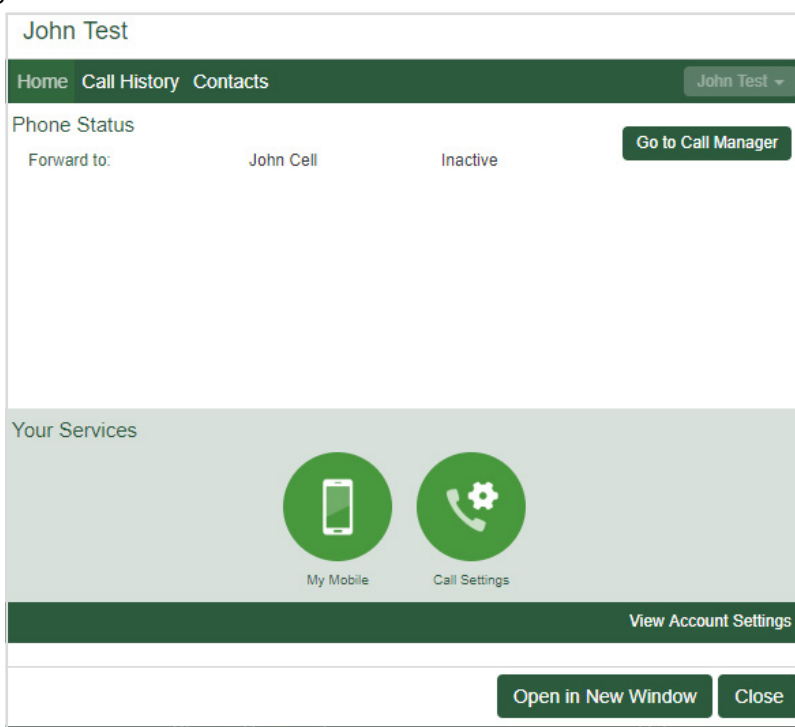 John Test
Home Call History Contacts John Test
Phone Status
Go to Call Manager
Forward to: John Cell Inactive
Your Services
My Mobile Call Settings
View Account Settings
Open in New Window Close